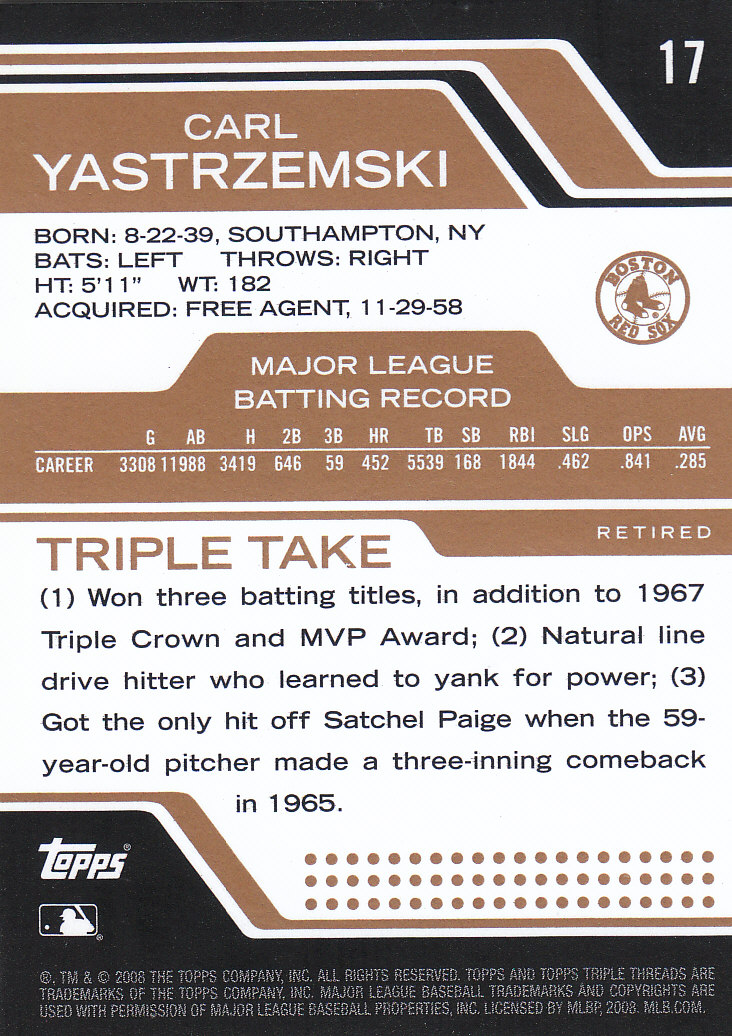 17
CARL
YASTRZEMSKI
BORN: 8-22-39, SOUTHAMPTON, NY
BATS: LEFT THROWS: RIGHT
HT: 5'11" WT: 182
ACQUIRED: FREE AGENT, 11-29-58
BOSTON
RED SOX
MAJOR LEAGUE
BATTING RECORD
G AB H 2B 3B HR TB SB RBI SLG OPS AVG
CAREER 3308 11988 3419 646 59 452 5539 168 1844 .462 .841 .285
RETIRED
TRIPLE TAKE
(1) Won three batting titles, in addition to 1967
Triple Crown and MVP Award; (2) Natural line
drive hitter who learned to yank for power; (3)
Got the only hit off Satchel Paige when the 59-
year-old pitcher made a three-inning comeback
in 1965.
topps®
®
®, TM & © 2008 THE TOPPS COMPANY, INC. ALL RIGHTS RESERVED. TOPPS AND TOPPS TRIPLE THREADS ARE
TRADEMARKS OF THE TOPPS COMPANY, INC. MAJOR LEAGUE BASEBALL TRADEMARKS AND COPYRIGHTS ARE
USED WITH PERMISSION OF MAJOR LEAGUE BASEBALL PROPERTIES, INC. LICENSED BY MLBP, 2008. MLB.COM.